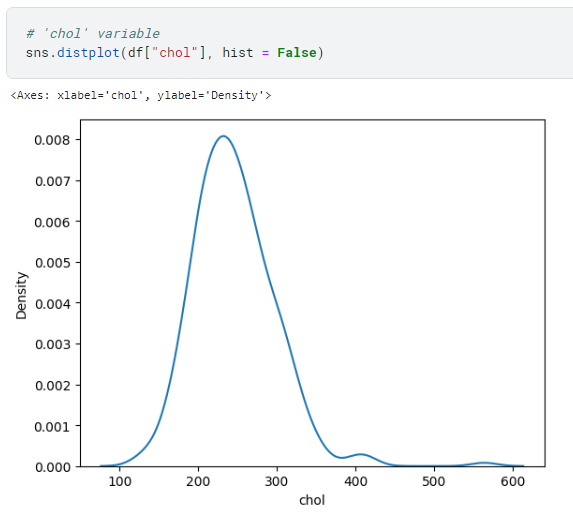 # 'chol' variable
sns.distplot(df["chol"], hist = False)
<Axes: xlabel='chol', ylabel='Density'>
0.008
0.007
0.006
0.005
0.004
0.003
0.002
0.001
0.000
Density
100 200 300 400 500 600
chol